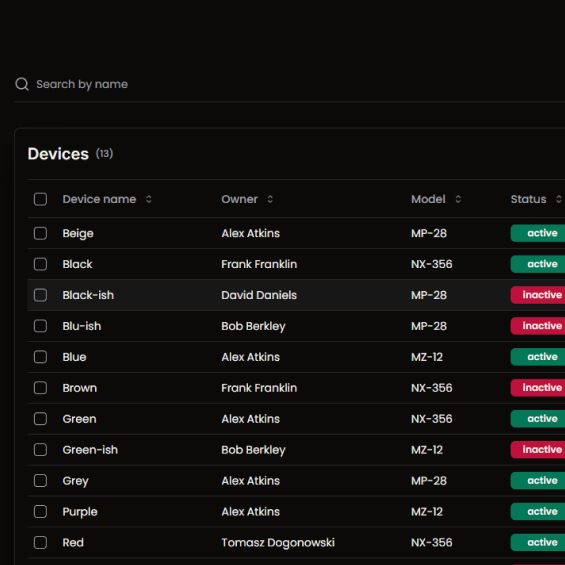 Search by name
Devices (13)
Device name Owner Model Status
Beige Alex Atkins MP-28 active
Black Frank Franklin NX-356 active
Black-ish David Daniels MP-28 inactive
Blu-ish Bob Berkley MP-28 inactive
Blue Alex Atkins MZ-12 active
Brown Frank Franklin NX-356 inactive
Green Alex Atkins NX-356 active
Green-ish Bob Berkley MZ-12 inactive
Grey Alex Atkins MP-28 active
Purple Alex Atkins MZ-12 active
Red Tomasz Dogonowski NX-356 active